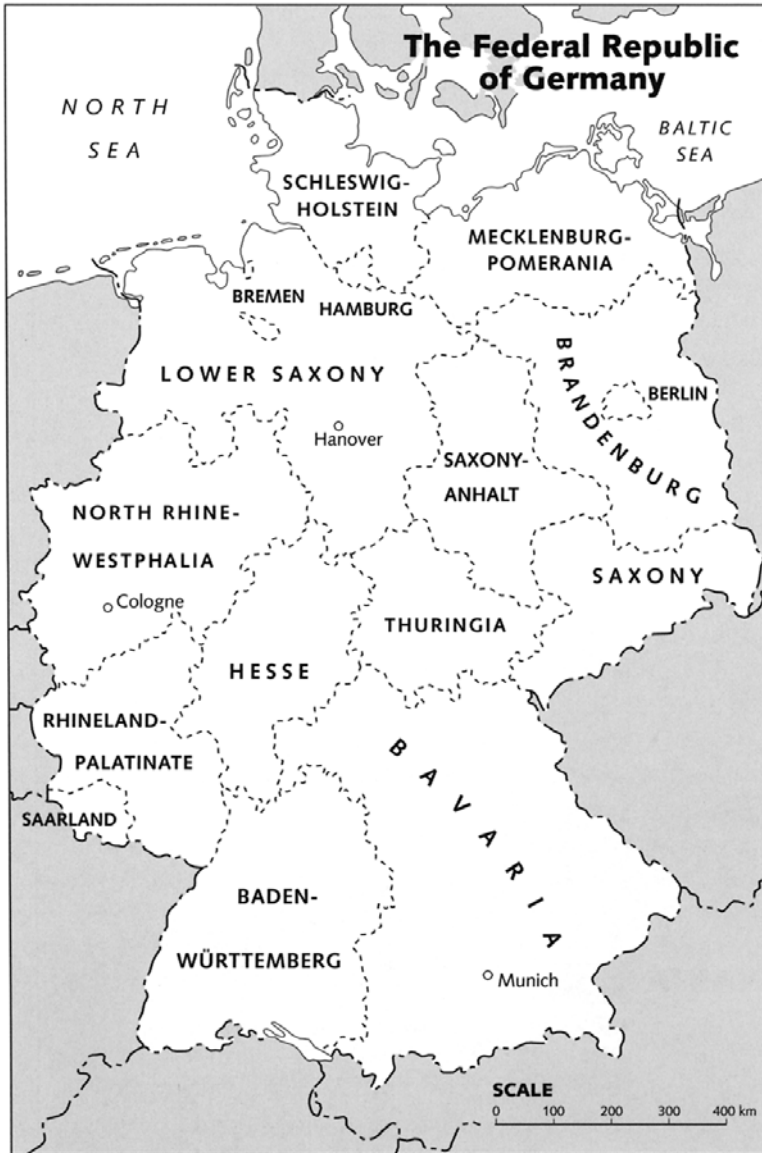 The Federal Republic
of Germany
NORTH
SEA
BALTIC
SEA
SCHLESWIG-
HOLSTEIN
MECKLENBURG-
POMERANIA
BREMEN
HAMBURG
LOWER SAXONY
BRANDENBURG
BERLIN
Hanover
SAXONY-
ANHALT
NORTH RHINE-
WESTPHALIA
SAXONY
Cologne
THURINGIA
HESSE
RHINELAND-
PALATINATE
BAVARIA
SAARLAND
BADEN-
WÜRTTEMBERG
Munich
SCALE
0 100 200 300 400 km